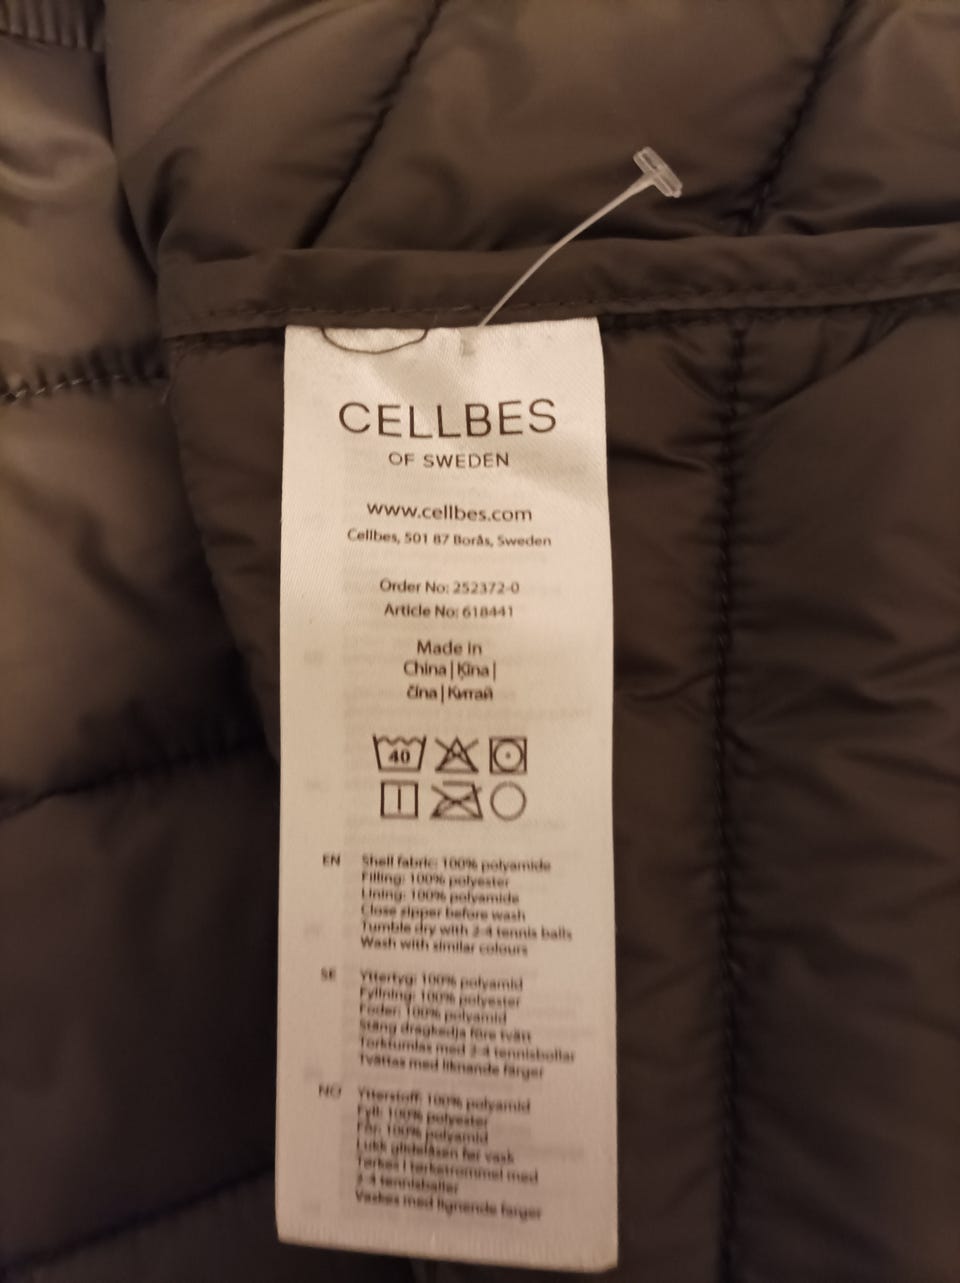 CELLBES
OF SWEDEN
www.cellbes.com
Cellbes, 501 87 Borås, Sweden
Order No: 252372-0
Article No: 618441
Made in
China | Ķīna |
čína | Китай
40
EN Shell fabric: 100% polyamide
Filling: 100% polyester
Lining: 100% polyamide
Close zipper before wash
Tumble dry with 2-4 tennis balls
Wash with similar colours
SE Yttertyg: 100% polyamid
Fyllning: 100% polyester
Foder: 100% polyamid
Stäng dragkedja före tvätt
Torktumlas med 2-4 tennisbollar
Tvättas med liknande färger
NO Ytterstoff: 100% polyamid
Fyll: 100% polyester
Fôr: 100% polyamid
Lukk glidelåsen før vask
Tørkes i tørketrommel med
2-4 tennisballer
Vaskes med lignende farger